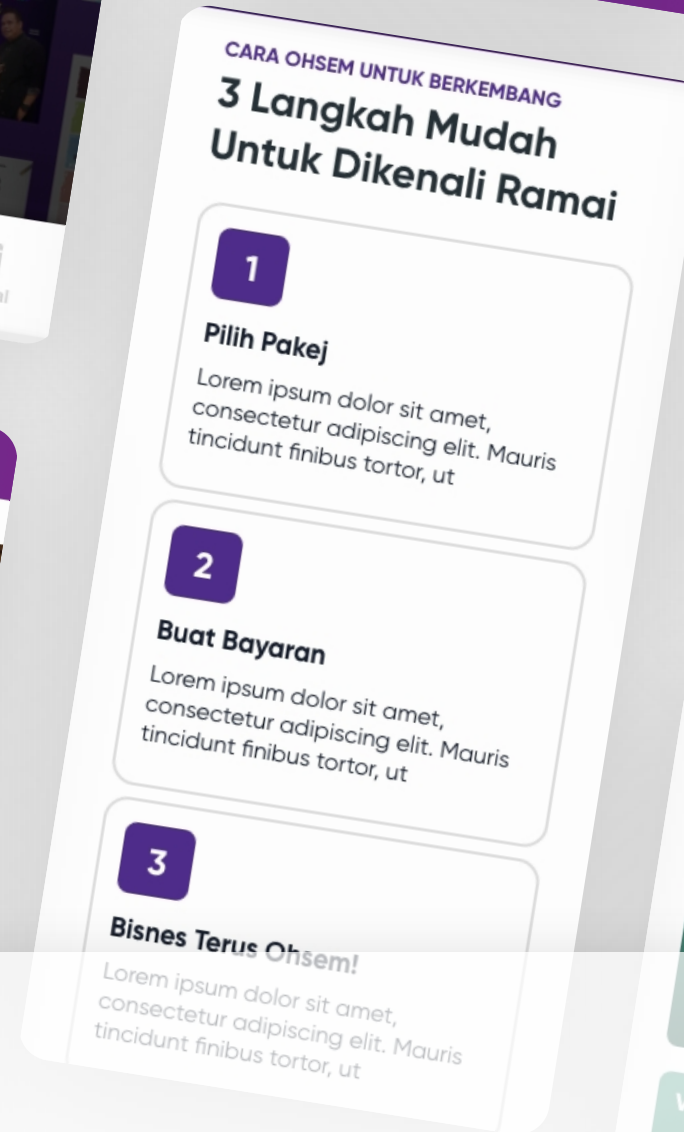 CARA OHSEM UNTUK BERKEMBANG
3 Langkah Mudah
Untuk Dikenali Ramai
1
Pilih Pakej
Lorem ipsum dolor sit amet,
consectetur adipiscing elit. Mauris
tincidunt finibus tortor, ut
2
Buat Bayaran
Lorem ipsum dolor sit amet,
consectetur adipiscing elit. Mauris
tincidunt finibus tortor, ut
3
Bisnes Terus Ohsem!
Lorem ipsum dolor sit amet,
consectetur adipiscing elit. Mauris
tincidunt finibus tortor, ut